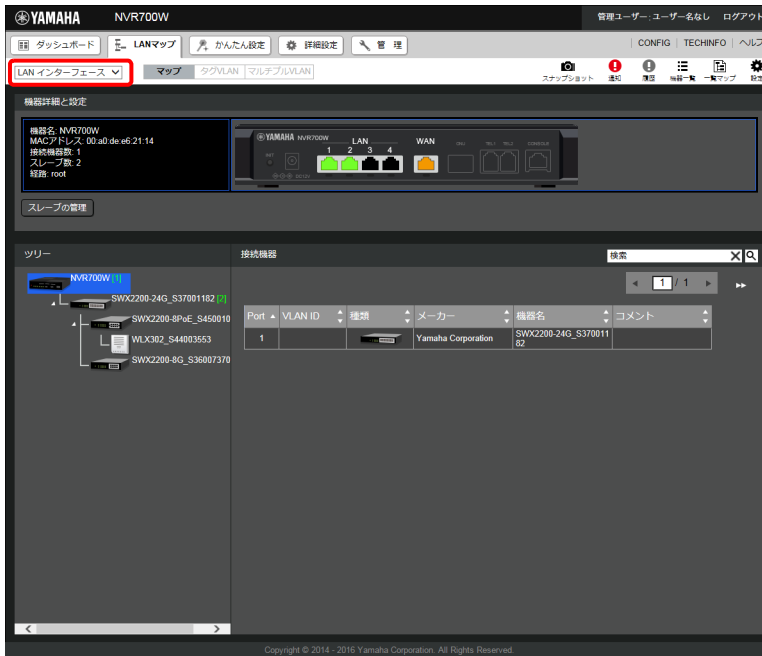 YAMAHA NVR700W 管理ユーザー : ユーザー名なし ログアウト
ダッシュボード LANマップ かんたん設定 詳細設定 管 理 CONFIG TECHINFO ヘルプ
LAN インターフェース マップ タグVLAN マルチプルVLAN スナップショット 通知 履歴 機器一覧 一覧マップ 設定
機器詳細と設定
機器名: NVR700W
MACアドレス: 00:a0:de:e6:21:14
接続機器数: 1
スレーブ数: 2
経路: root
YAMAHA NVR700W LAN WAN ONU TEL1 TEL2 CONSOLE
1 2 3 4
DC12V
スレーブの管理
ツリー 接続機器 検索
NVR700W [1]
1 / 1
SWX2200-24G_S37001182 [2]
SWX2200-8PoE_S450010
WLX302_S44003553
SWX2200-8G_S36007370
Port VLAN ID 種類 メーカー 機器名 コメント
1 Yamaha Corporation SWX2200-24G_S370011
82
Copyright © 2014 - 2016 Yamaha Corporation. All Rights Reserved.